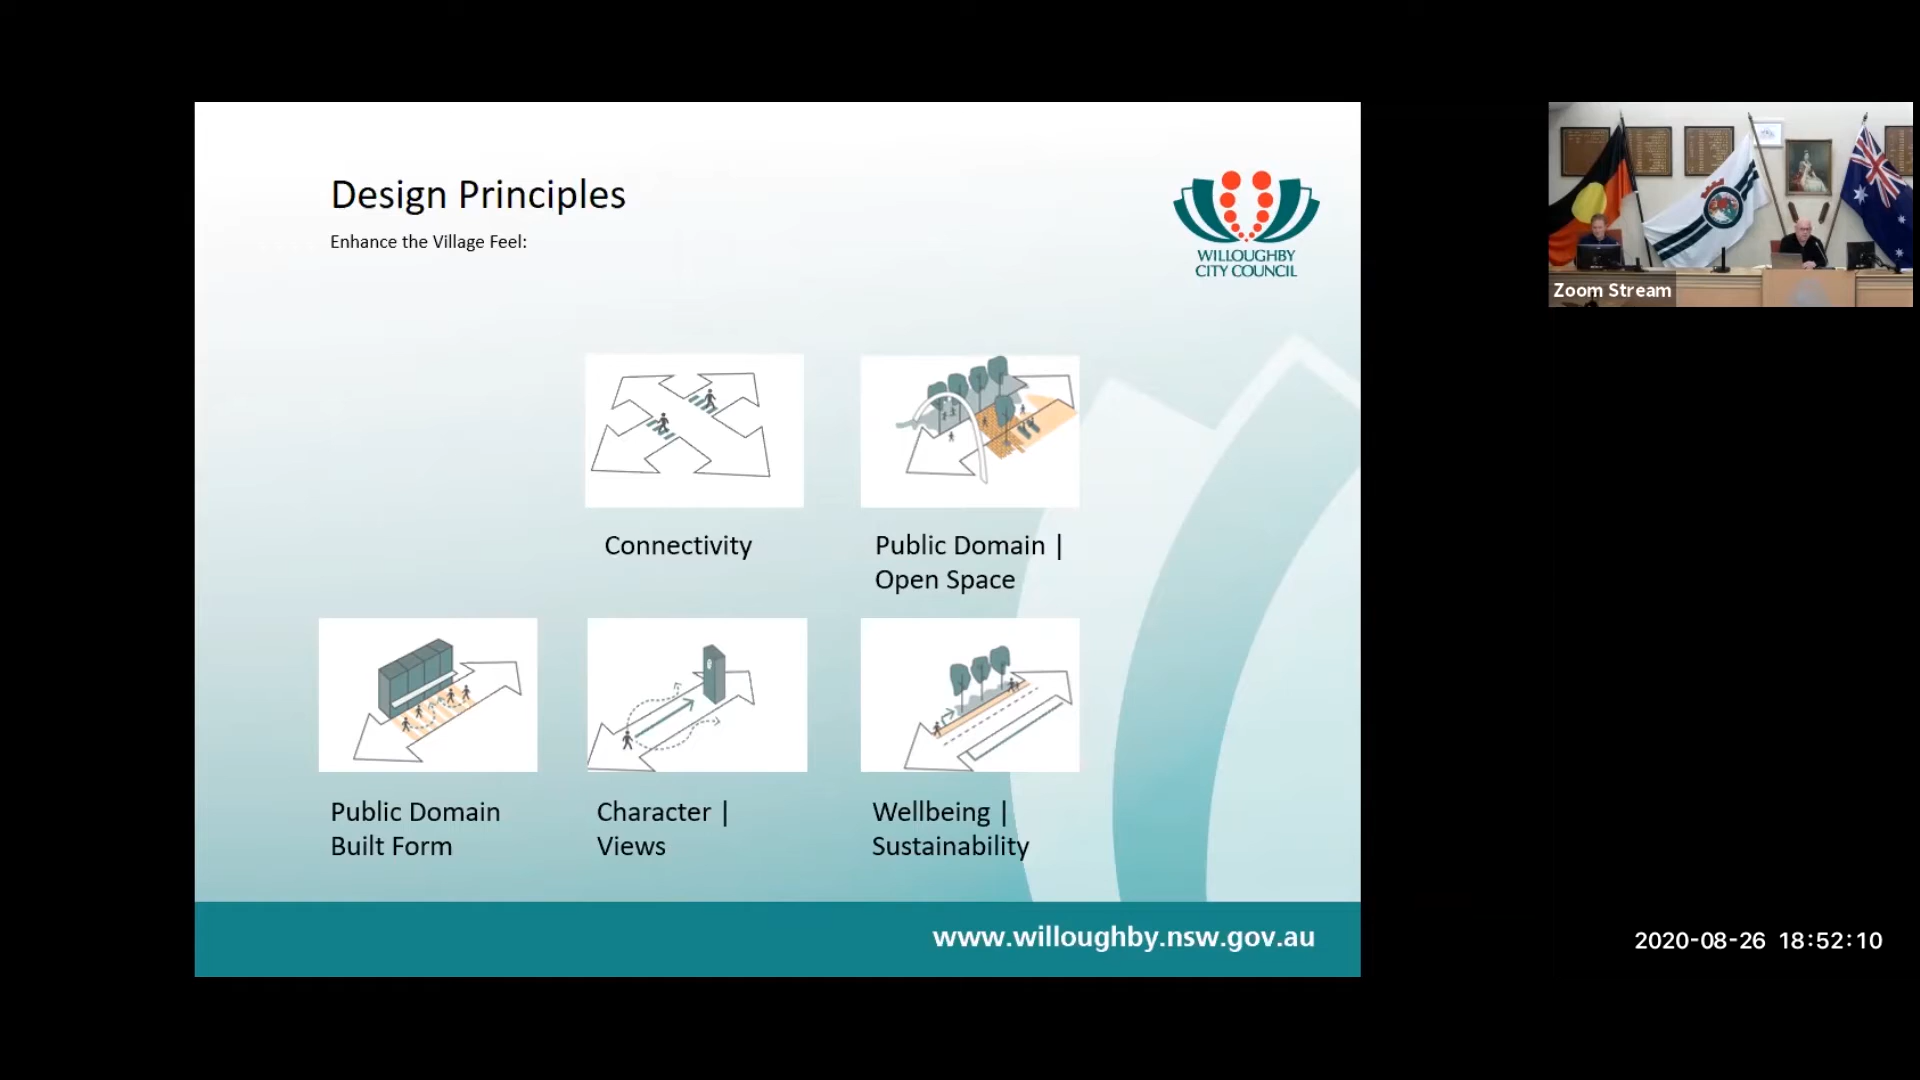 Design Principles
Enhance the Village Feel:
WILLOUGHBY
CITY COUNCIL
Zoom Stream
Connectivity
Public Domain |
Open Space
Public Domain
Built Form
Character |
Views
Wellbeing |
Sustainability
www.willoughby.nsw.gov.au
2020-08-26 18:52:10